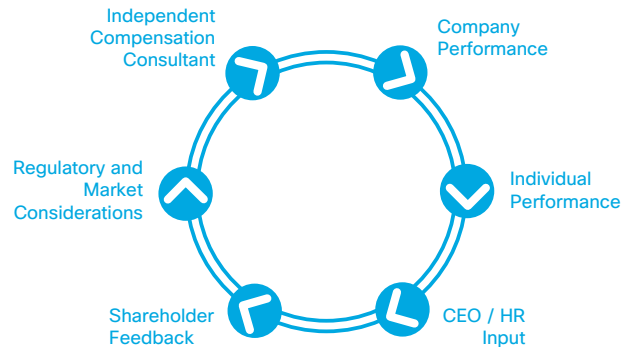 Independent
Compensation
Consultant
Company
Performance
Regulatory and
Market
Considerations
Individual
Performance
Shareholder
Feedback
CEO / HR
Input